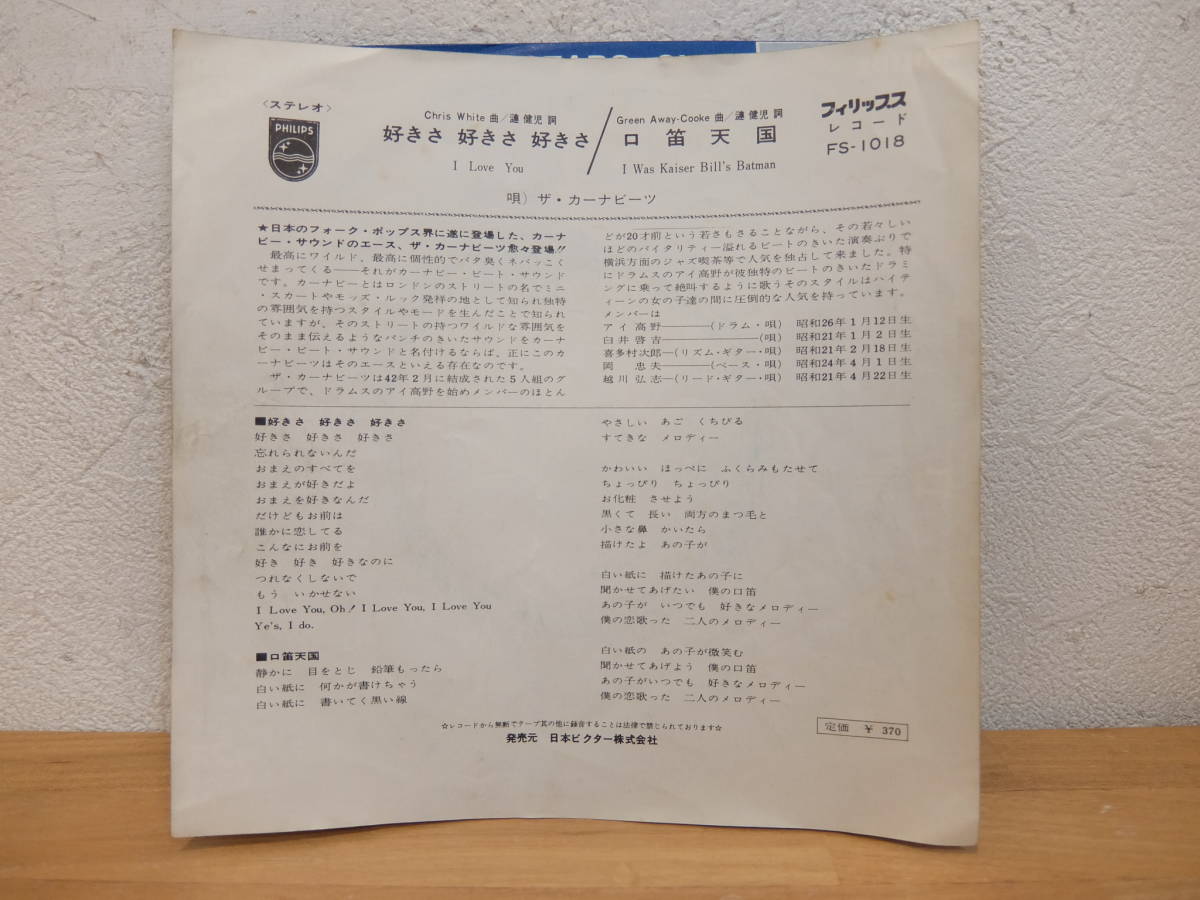 〈ステレオ〉
PHILIPS
Chris White 曲／漣 健児 詞
好きさ 好きさ 好きさ
I Love You
Green Away-Cooke 曲／漣 健児 詞
口笛天国
I Was Kaiser Bill's Batman
フィリップス
レコード
FS-1018
唄）ザ・カーナビーツ
★日本のフォーク・ポップス界に遂に登場した、カーナ
ビー・サウンドのエース、ザ・カーナビーツ愈々登場!!
最高にワイルド、最高に個性的でバタ臭くネバッこく
せまってくる――それがカーナビー・ビート・サウンド
です。カーナビーとはロンドンのストリートの名でミニ
・スカートやモッズ・ルック発祥の地として知られ独特
の雰囲気を持つスタイルやモードを生んだことで知られ
ていますが、そのストリートの持つワイルドな雰囲気を
そのまま伝えるようなパンチのきいたサウンドをカーナ
ビー・ビート・サウンドと名付けるならば、正にこのカ
ーナビーツはそのエースといえる存在なのです。
ザ・カーナビーツは42年2月に結成された5人組のグ
ループで、ドラムスのアイ高野を始めメンバーのほとん
どが20才前という若さもさることながら、その若々しい
ほどのバイタリティー溢れるビートのきいた演奏ぶりで
横浜方面のジャズ喫茶等で人気を独占して来ました。特
にドラムスのアイ高野が彼独特のビートのきいたドラミ
ングに乗って絶叫するように歌うそのスタイルはハイテ
ィーンの女の子達の間に圧倒的な人気を持っています。
メンバーは
アイ高野――――(ドラム・唄) 昭和26年1月12日生
臼井啓吉――――――――(唄) 昭和21年1月2日生
喜多村次郎―(リズム・ギター・唄) 昭和21年2月18日生
岡 忠夫――――(ベース・唄) 昭和24年4月1日生
越川弘志―(リード・ギター・唄) 昭和21年4月22日生
■好きさ 好きさ 好きさ
好きさ 好きさ 好きさ
忘れられないんだ
おまえのすべてを
おまえが好きだよ
おまえを好きなんだ
だけどもお前は
誰かに恋してる
こんなにお前を
好き 好き 好きなのに
つれなくしないで
もう いかせない
I Love You, Oh! I Love You, I Love You
Ye's, I do.
■口笛天国
静かに 目をとじ 鉛筆もったら
白い紙に 何かが書けちゃう
白い紙に 書いてく黒い線
やさしい あご くちびる
すてきな メロディー
かわいい ほっぺに ふくらみもたせて
ちょっぴり ちょっぴり
お化粧 させよう
黒くて 長い 両方のまつ毛と
小さな鼻 かいたら
描けたよ あの子が
白い紙に 描けたあの子に
聞かせてあげたい 僕の口笛
あの子が いつでも 好きなメロディー
僕の恋歌った 二人のメロディー
白い紙の あの子が微笑む
聞かせてあげよう 僕の口笛
あの子がいつでも 好きなメロディー
僕の恋歌った 二人のメロディー
☆レコードから無断でテープ其の他に録音することは法律で禁じられております☆
発売元 日本ビクター株式会社
定価 ￥ 370